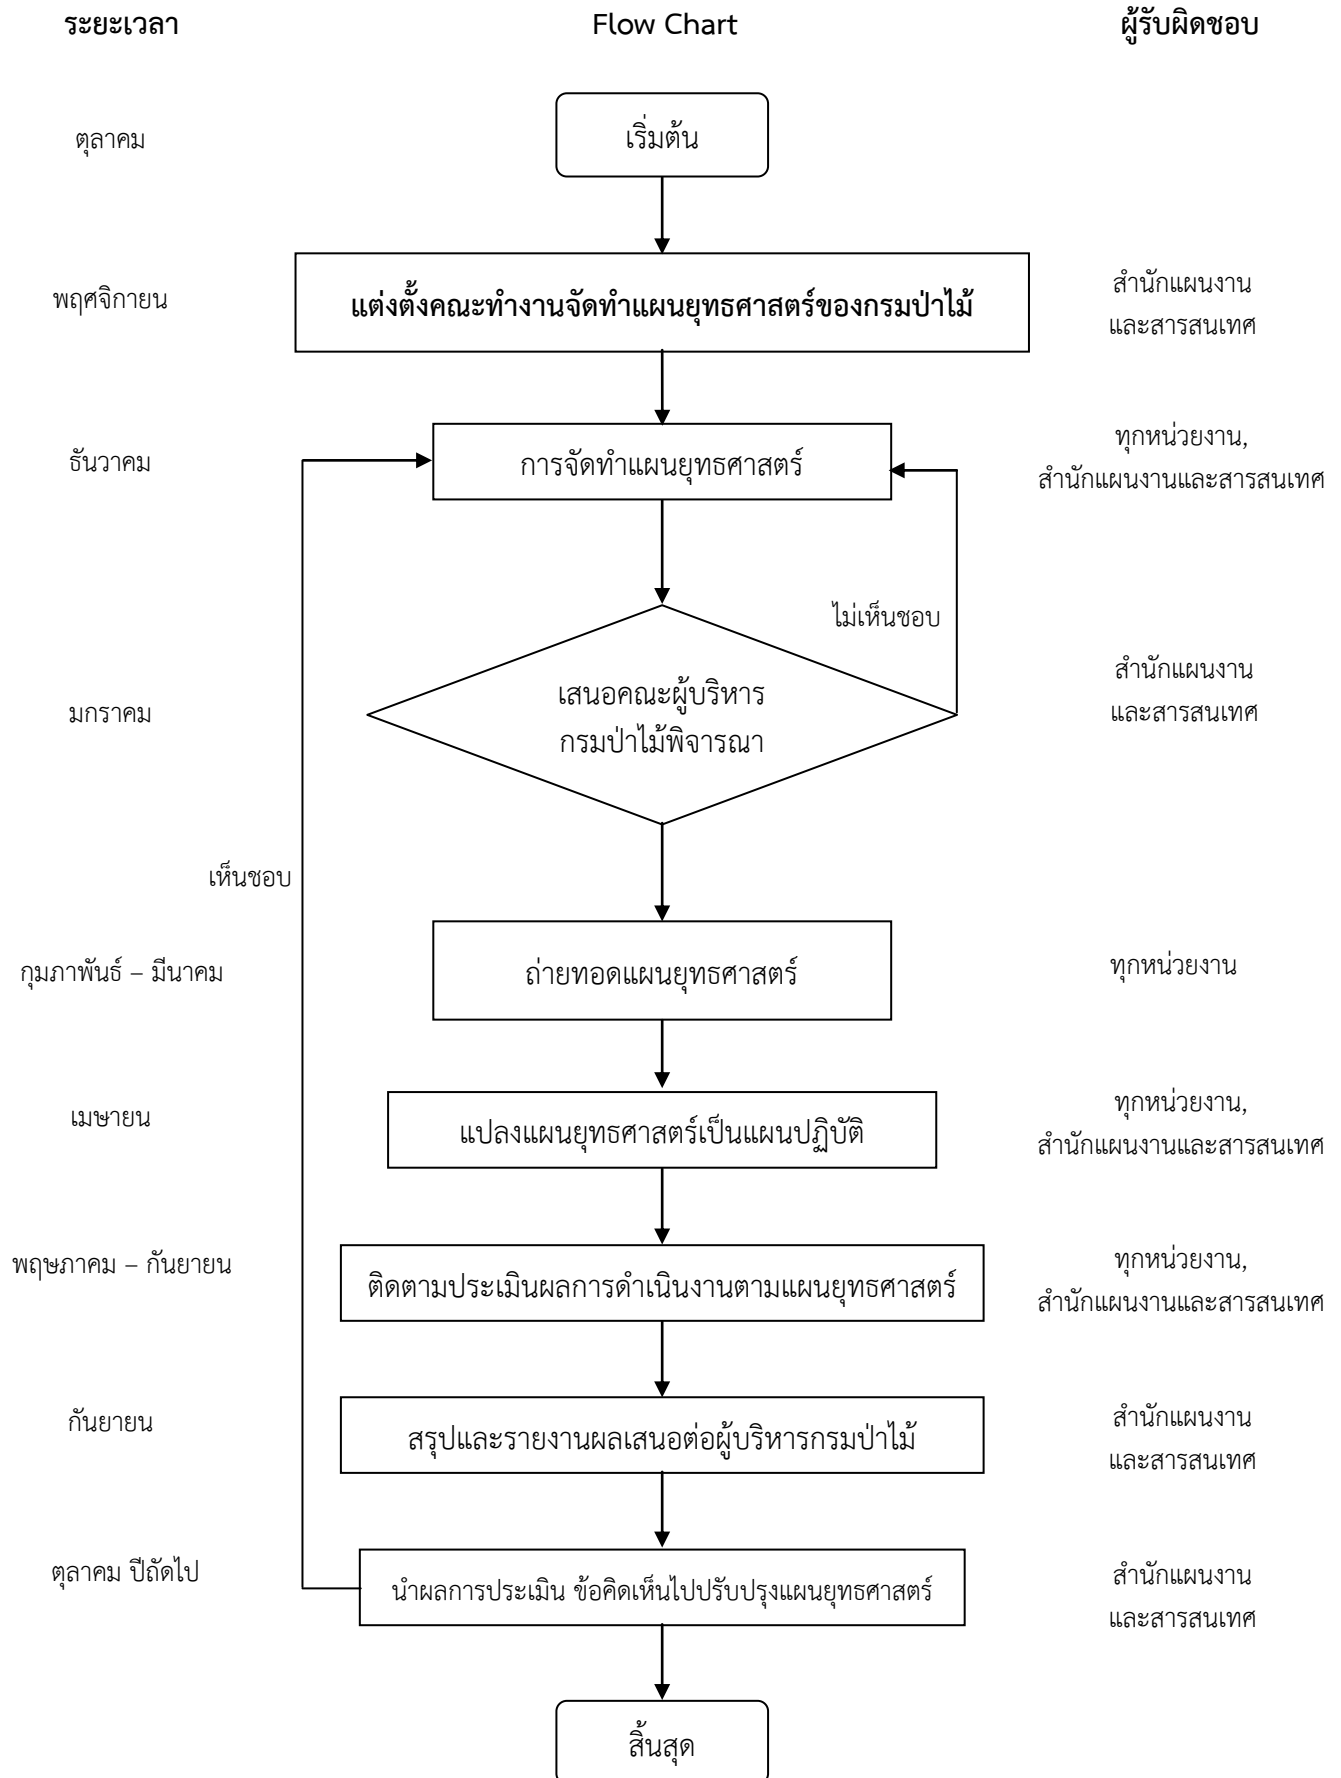 ระยะเวลา
Flow Chart
ผู้รับผิดชอบ
ตุลาคม
เริ่มต้น
พฤศจิกายน
แต่งตั้งคณะทำงานจัดทำแผนยุทธศาสตร์ของกรมป่าไม้
สำนักแผนงาน
และสารสนเทศ
ธันวาคม
การจัดทำแผนยุทธศาสตร์
ทุกหน่วยงาน,
สำนักแผนงานและสารสนเทศ
ไม่เห็นชอบ
มกราคม
เสนอคณะผู้บริหาร
กรมป่าไม้พิจารณา
สำนักแผนงาน
และสารสนเทศ
เห็นชอบ
กุมภาพันธ์ – มีนาคม
ถ่ายทอดแผนยุทธศาสตร์
ทุกหน่วยงาน
เมษายน
แปลงแผนยุทธศาสตร์เป็นแผนปฏิบัติ
ทุกหน่วยงาน,
สำนักแผนงานและสารสนเทศ
พฤษภาคม – กันยายน
ติดตามประเมินผลการดำเนินงานตามแผนยุทธศาสตร์
ทุกหน่วยงาน,
สำนักแผนงานและสารสนเทศ
กันยายน
สรุปและรายงานผลเสนอต่อผู้บริหารกรมป่าไม้
สำนักแผนงาน
และสารสนเทศ
ตุลาคม ปีถัดไป
นำผลการประเมิน ข้อคิดเห็นไปปรับปรุงแผนยุทธศาสตร์
สำนักแผนงาน
และสารสนเทศ
สิ้นสุด